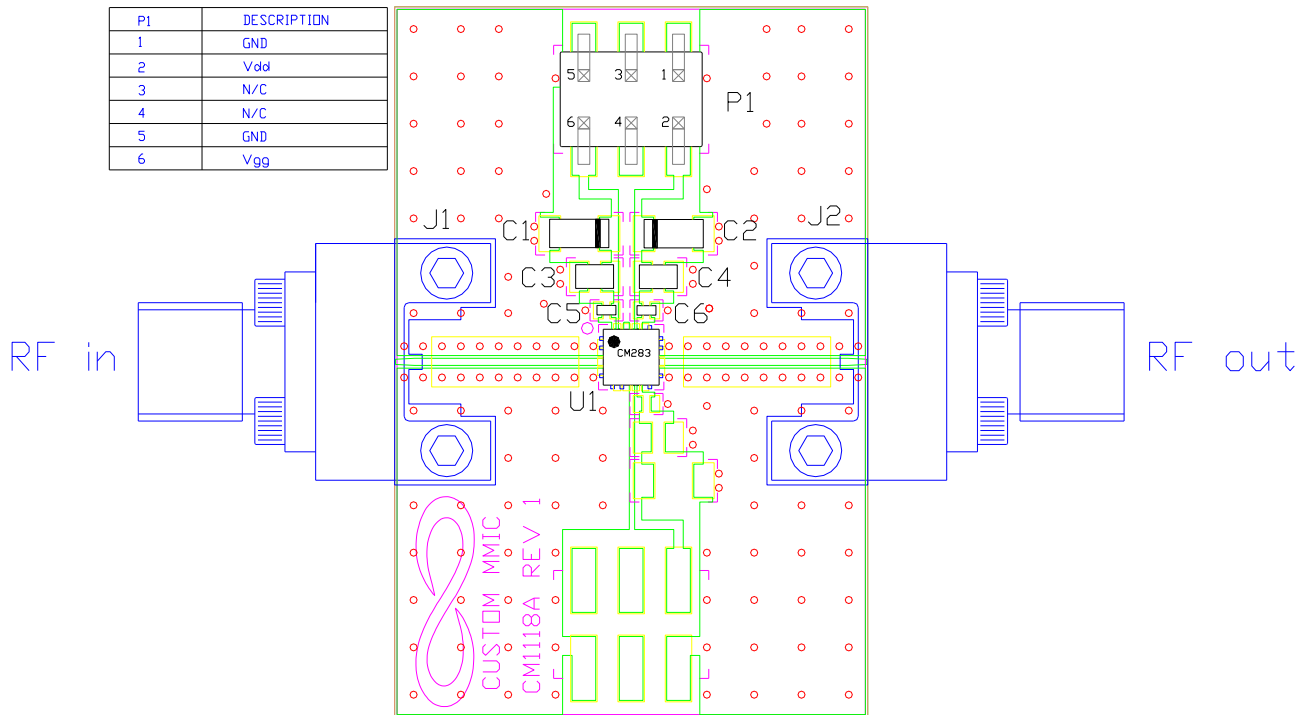 P1 DESCRIPTION
1 GND
2 Vdd
3 N/C
4 N/C
5 GND
6 Vgg
5 3 1
P1
6 4 2
J1
C1
C2
J2
C3
C4
C5
C6
RF in
CM283
RF out
U1
CUSTOM MMIC
CM1118A REV 1